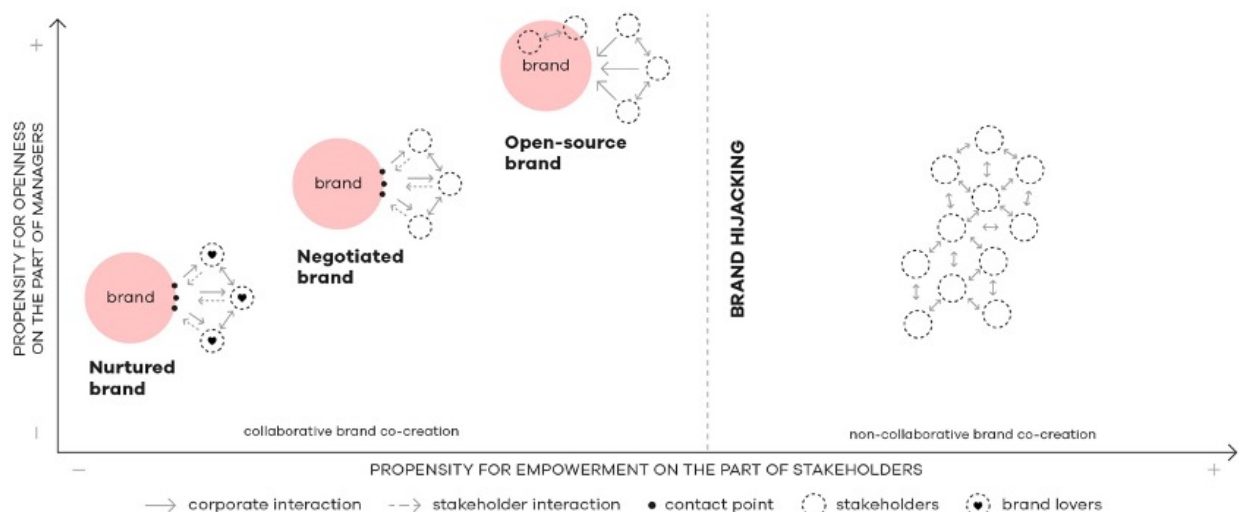 +
PROPENSITY FOR OPENNESS
ON THE PART OF MANAGERS
−
brand
Open-source
brand
brand
Negotiated
brand
brand
Nurtured
brand
BRAND HIJACKING
collaborative brand co-creation
non-collaborative brand co-creation
−
PROPENSITY FOR EMPOWERMENT ON THE PART OF STAKEHOLDERS
+
corporate interaction
stakeholder interaction
contact point
stakeholders
brand lovers